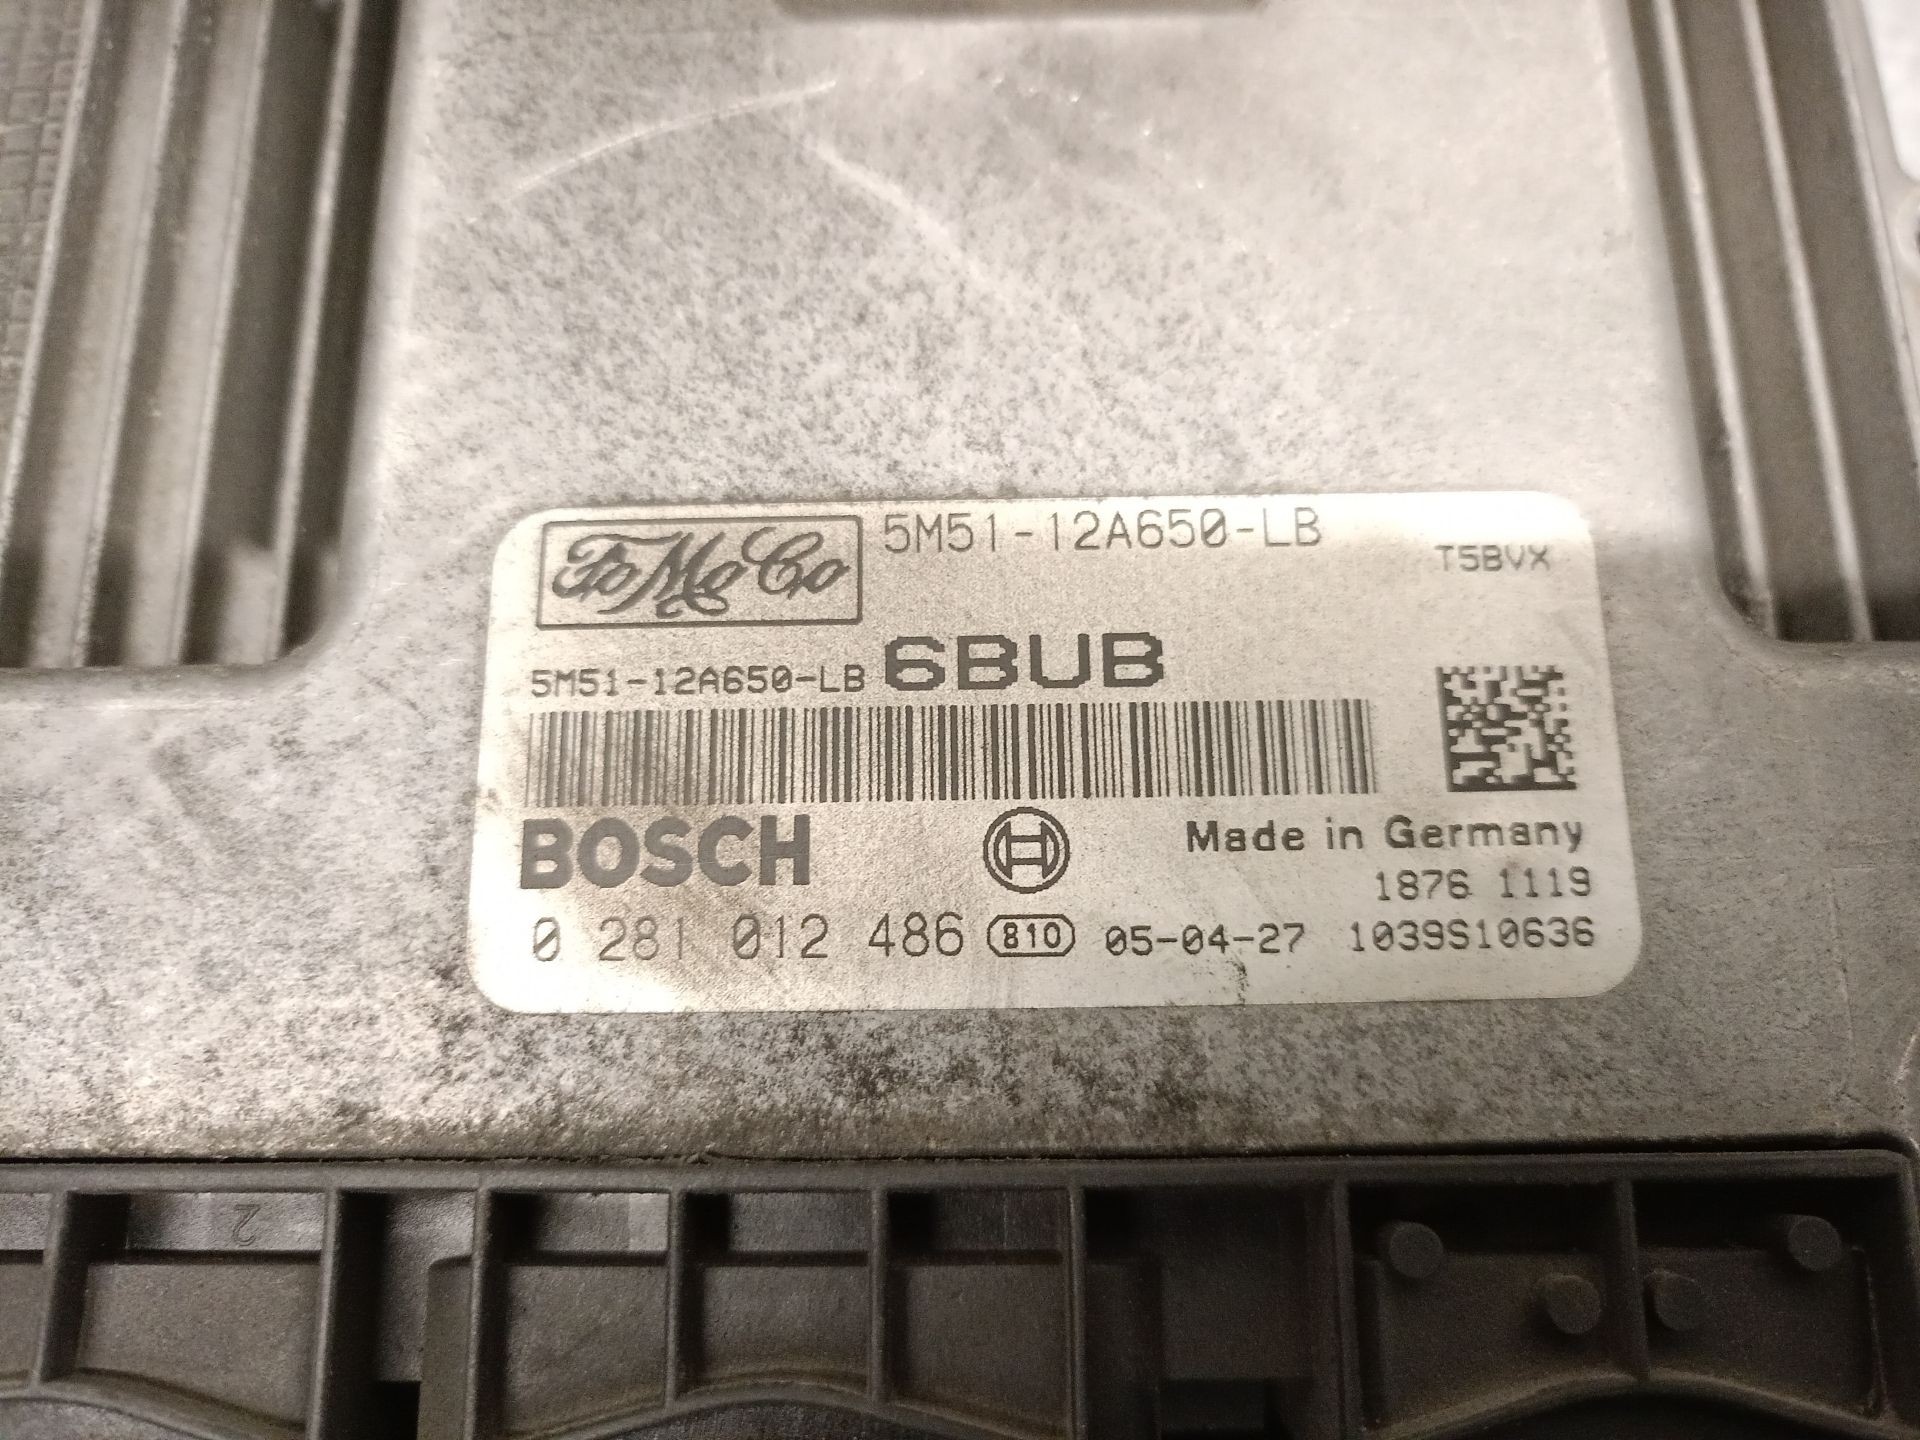 FoMoCo 5M51-12A650-LB
T5BVX
5M51-12A650-LB 6BUB
BOSCH Made in Germany
1876 1119
0 281 012 486 810 05-04-27 1039S10636
2